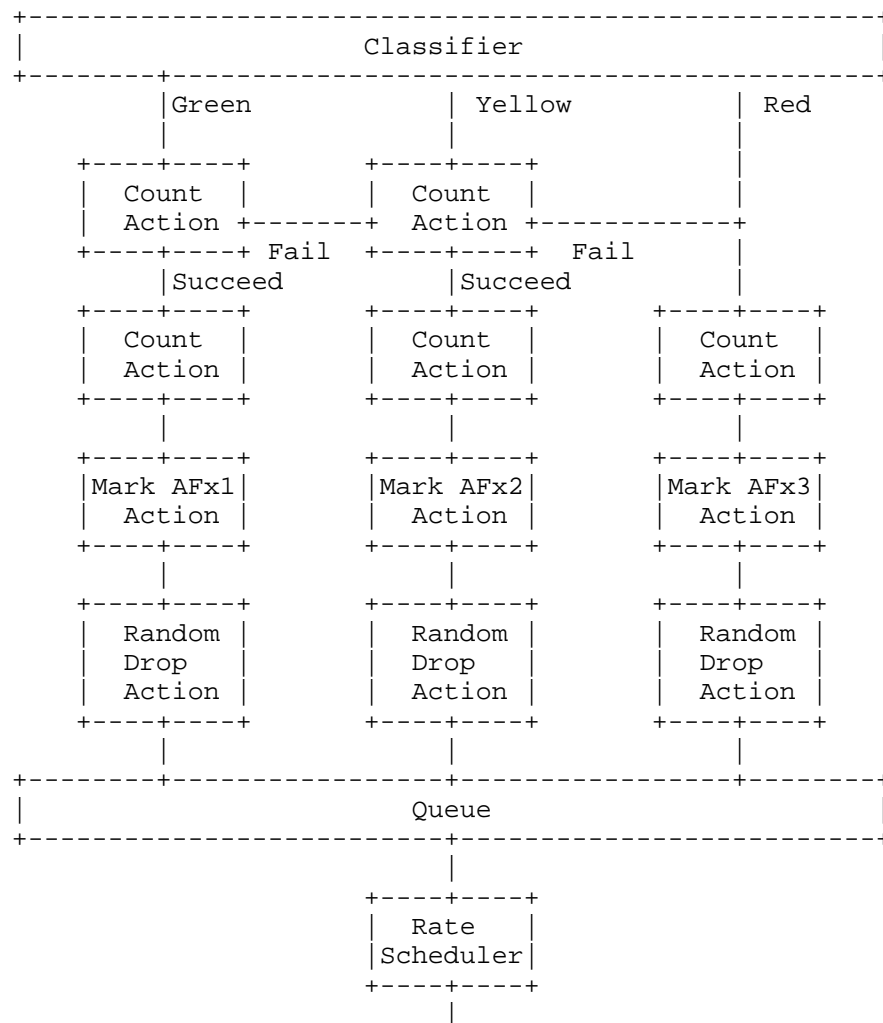 Classifier
Green Yellow Red
Count Count
Action Action
Fail Fail
Succeed Succeed
Count Count Count
Action Action Action
Mark AFx1 Mark AFx2 Mark AFx3
Action Action Action
Random Random Random
Drop Drop Drop
Action Action Action
Queue
Rate
Scheduler